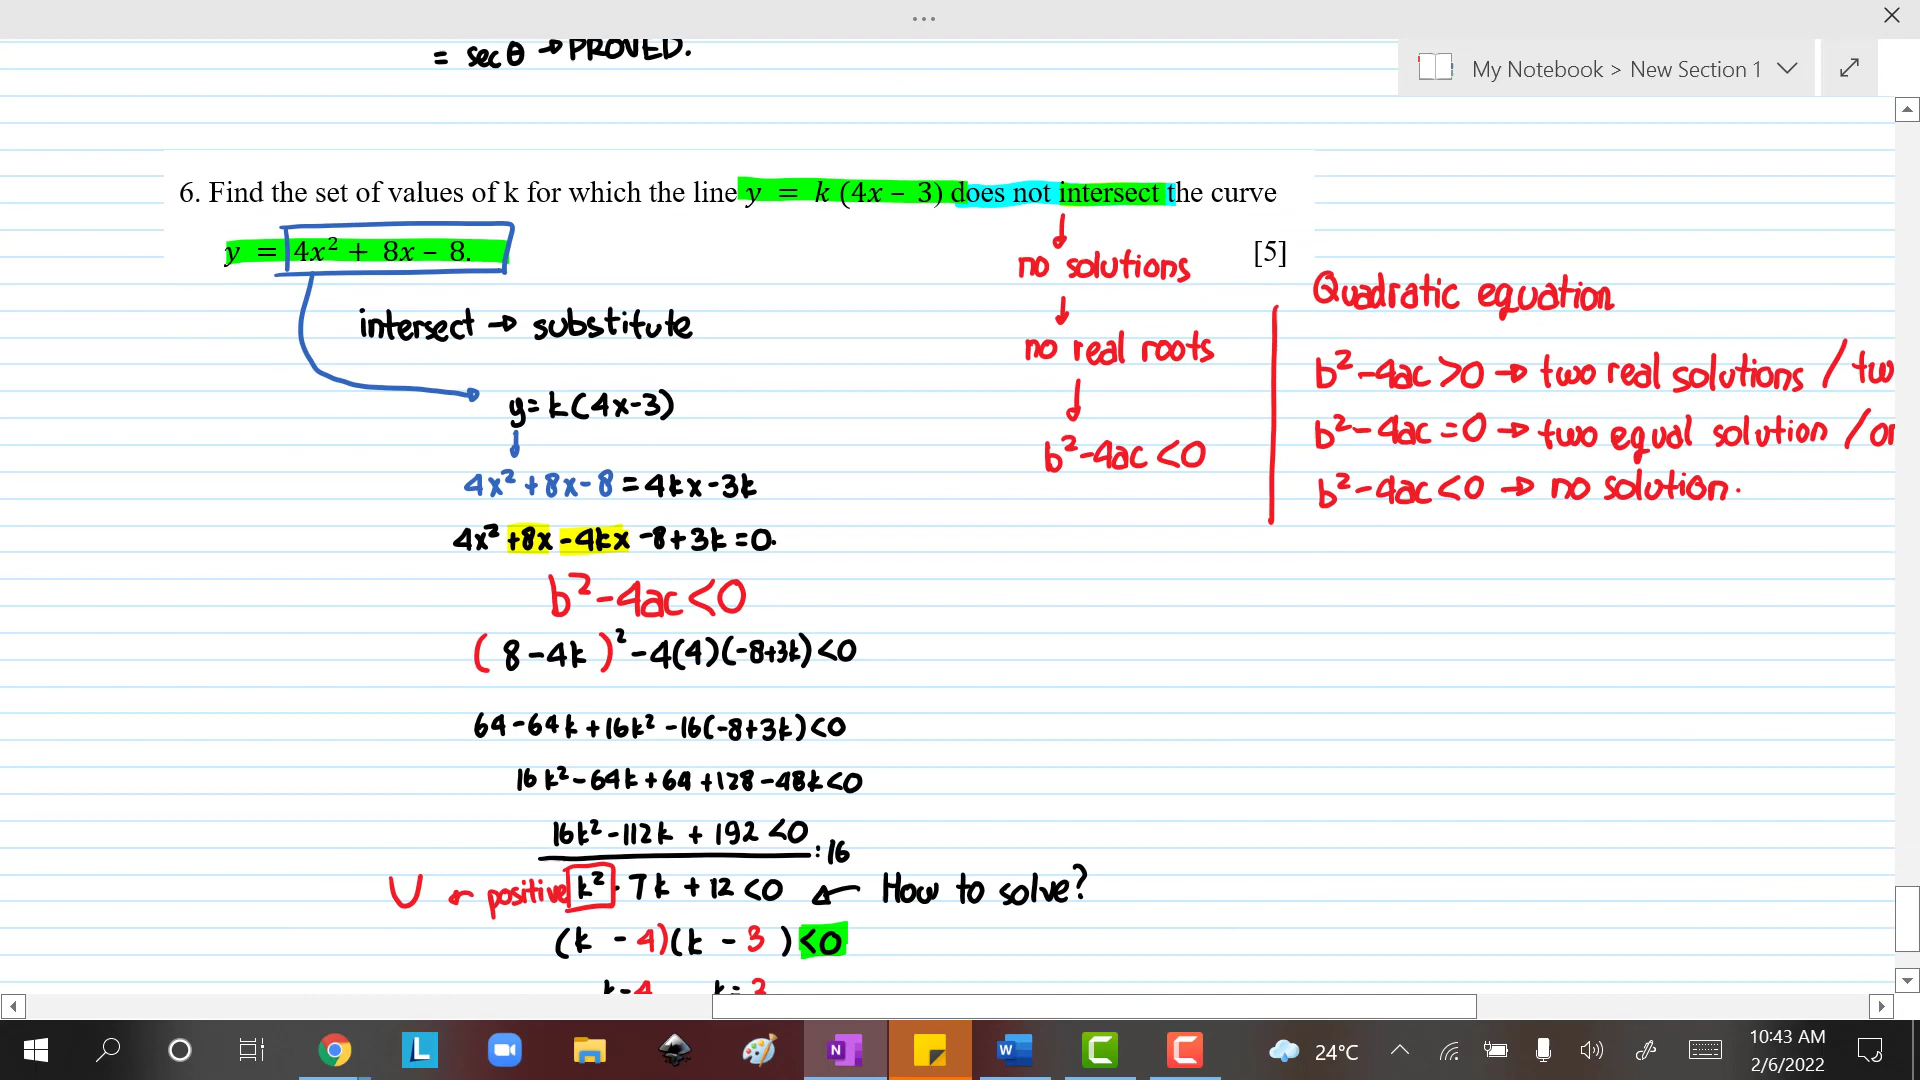 = sec θ → PROVED.
My Notebook > New Section 1
6. Find the set of values of k for which the line y = k (4x – 3) does not intersect the curve
y = 4x² + 8x – 8.
[5]
no solutions
no real roots
b²-4ac <0
Quadratic equation
b²-4ac >0 → two real solutions /
b²-4ac =0 → two equal solution /
b²-4ac <0 → no solution.
intersect → substitute
y= k(4x-3)
4x²+8x-8 = 4kx-3k
4x² +8x -4kx -8+3k =0.
b²-4ac<0
(8-4k)² -4(4)(-8+3k)<0
64-64k+16k² -16(-8+3k)<0
16k²-64k+64+128-48k<0
16k²-112k + 192 <0
:16
U ← positive k² - 7k + 12 <0 ← How to solve?
(k - 4)(k - 3) <0
24°C
10:43 AM
2/6/2022